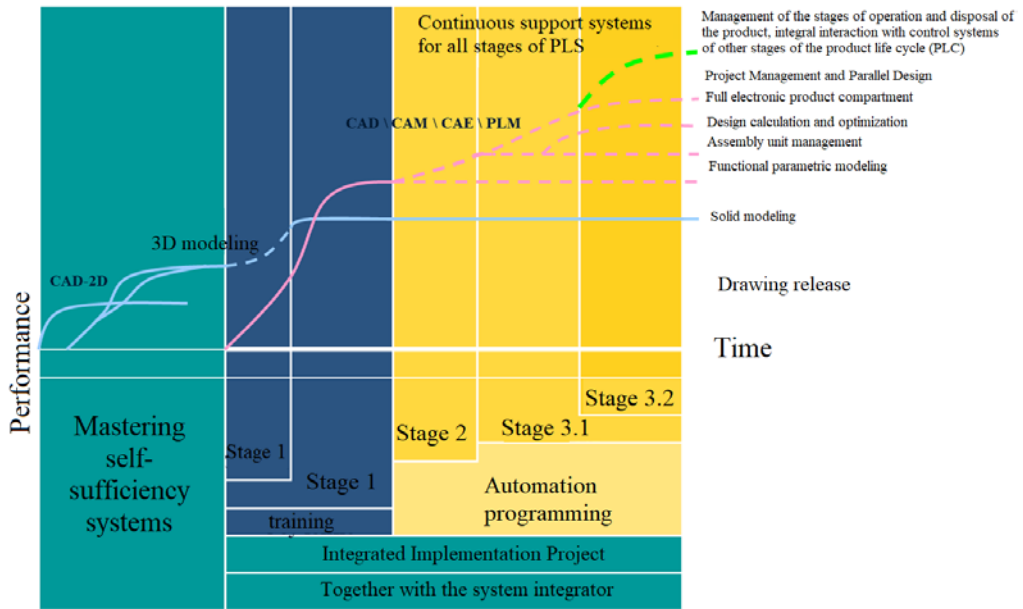 Continuous support systems
for all stages of PLS
Management of the stages of operation and disposal of
the product, integral interaction with control systems
of other stages of the product life cycle (PLC)
Project Management and Parallel Design
Full electronic product compartment
CAD \ CAM \ CAE \ PLM
Design calculation and optimization
Assembly unit management
Functional parametric modeling
Solid modeling
3D modeling
CAD-2D
Drawing release
Performance
Time
Mastering
self-
sufficiency
systems
Stage 1
Stage 1
Stage 2
Stage 3.1
Stage 3.2
training
Automation
programming
Integrated Implementation Project
Together with the system integrator